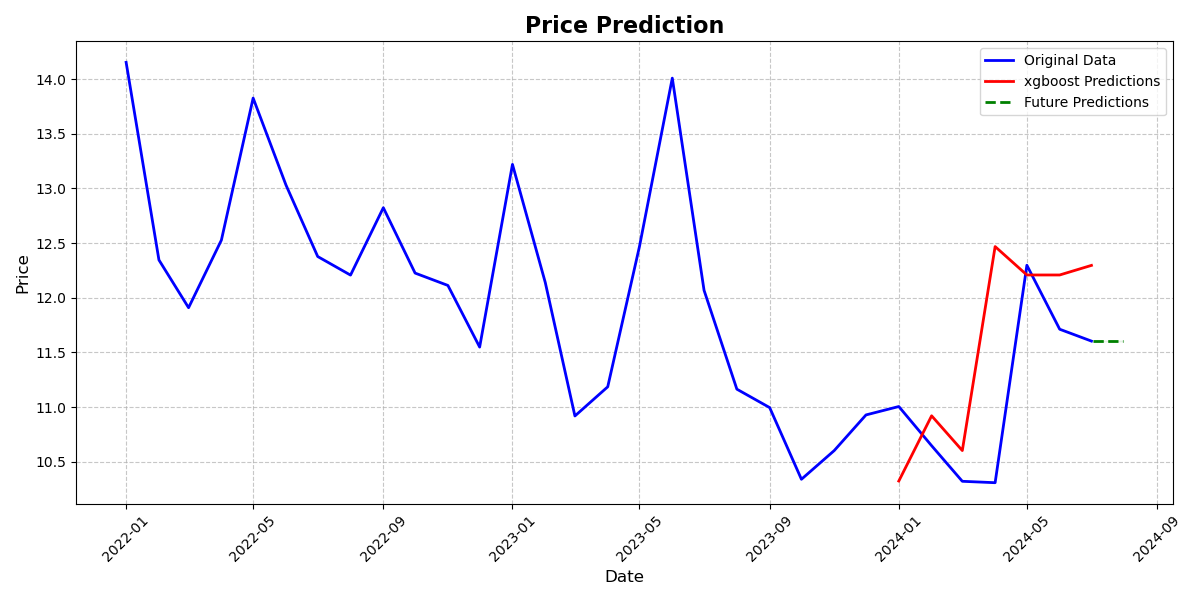 Price Prediction
Original Data
xgboost Predictions
Future Predictions
14.0
13.5
13.0
12.5
12.0
11.5
11.0
10.5
Price
2022-01
2022-05
2022-09
2023-01
2023-05
2023-09
2024-01
2024-05
2024-09
Date